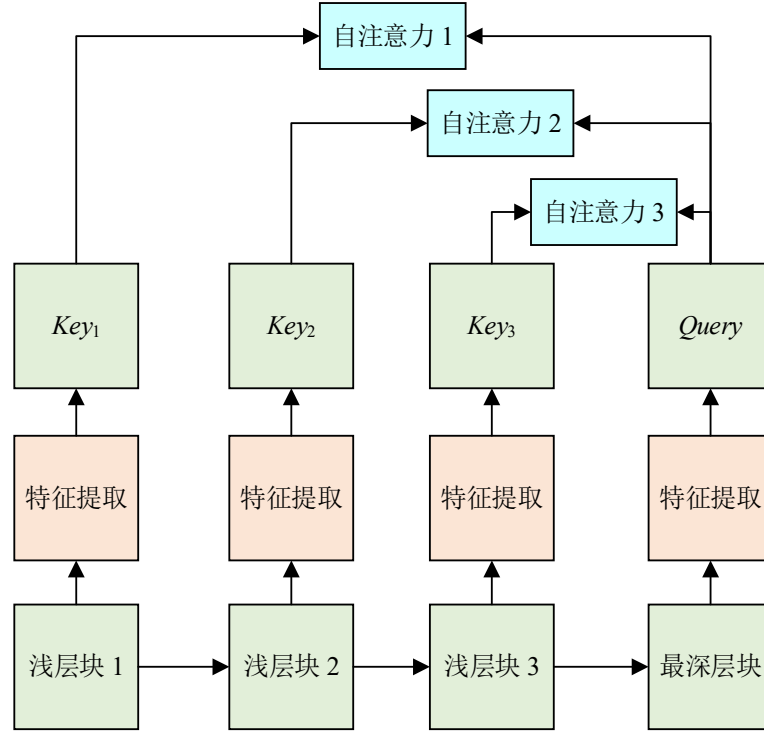 自注意力 1
自注意力 2
自注意力 3
Key₁
Key₂
Key₃
Query
特征提取
特征提取
特征提取
特征提取
浅层块 1
浅层块 2
浅层块 3
最深层块